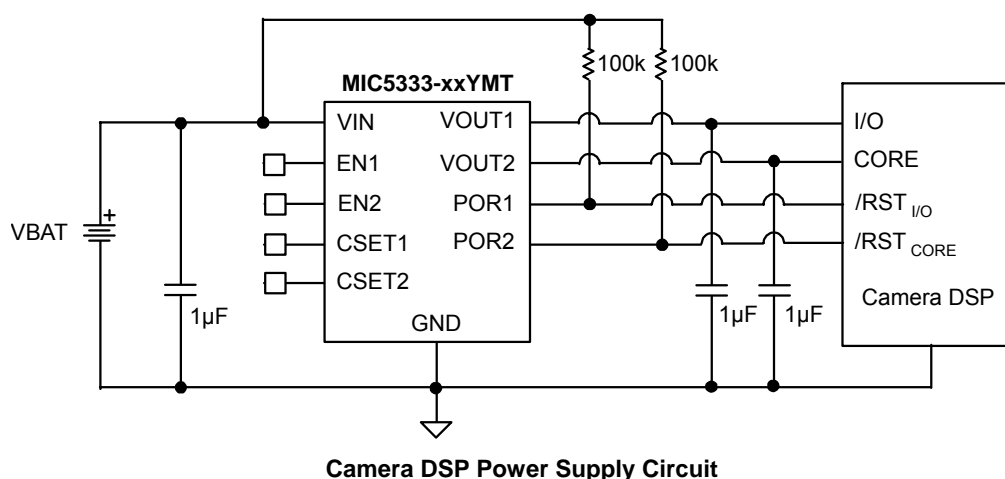 100k
100k
MIC5333-xxYMT
VIN
VOUT1
I/O
EN1
VOUT2
CORE
EN2
POR1
/RST I/O
CSET1
POR2
/RST CORE
CSET2
VBAT
+
1µF
GND
1µF
1µF
Camera DSP
Camera DSP Power Supply Circuit